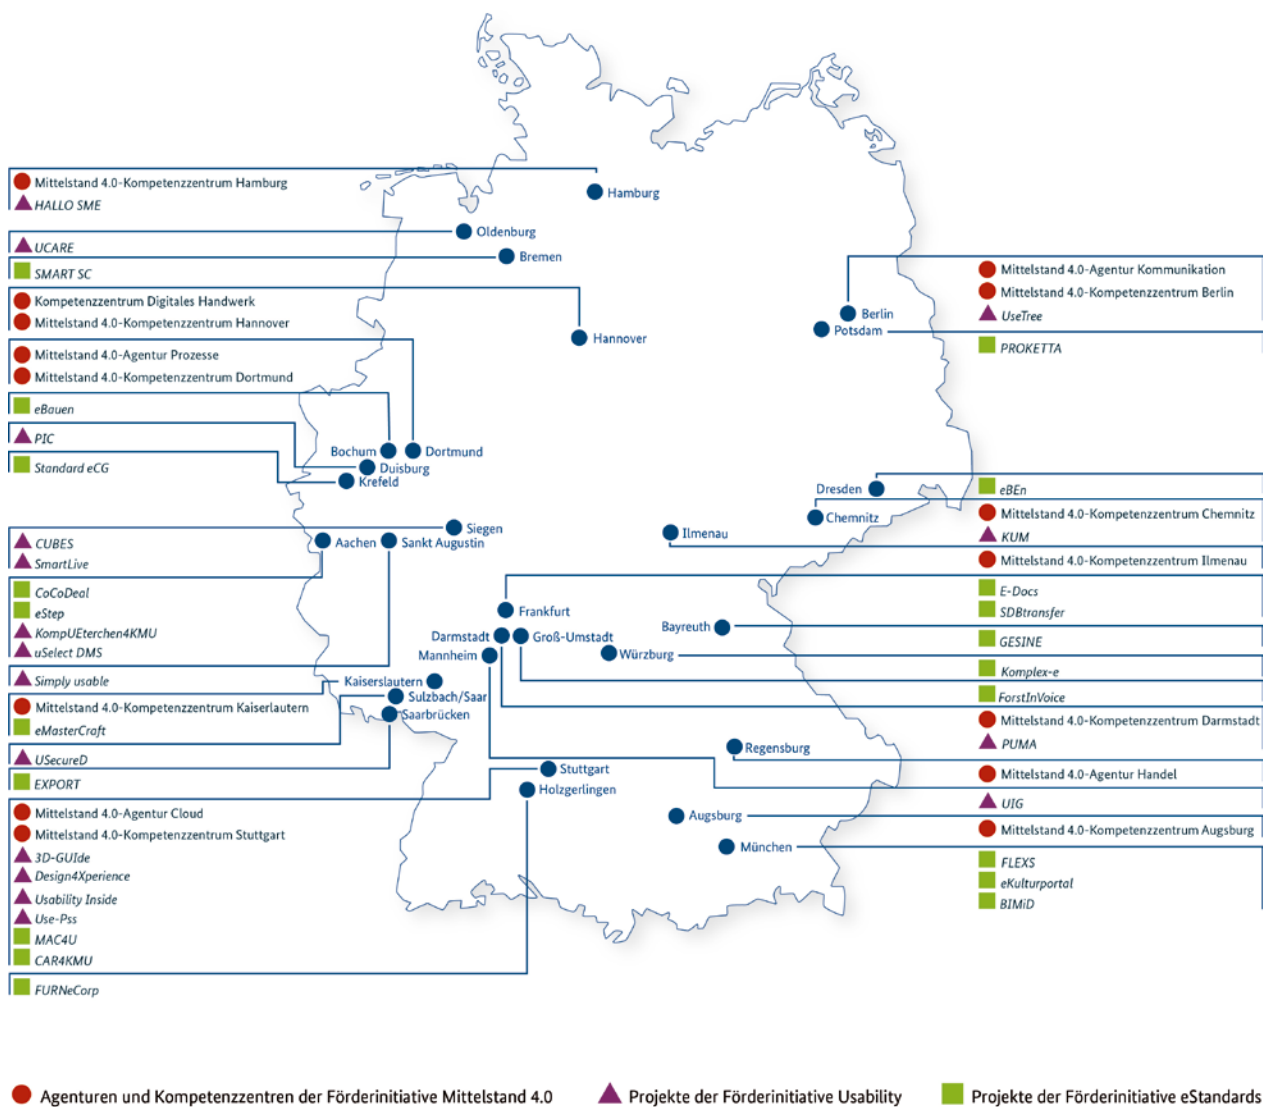 Mittelstand 4.0-Kompetenzzentrum Hamburg
HALLO SME
UCARE
SMART SC
Kompetenzzentrum Digitales Handwerk
Mittelstand 4.0-Kompetenzzentrum Hannover
Mittelstand 4.0-Agentur Prozesse
Mittelstand 4.0-Kompetenzzentrum Dortmund
eBauen
PIC
Standard eCG
CUBES
SmartLive
CoCoDeal
eStep
KompUEterchen4KMU
uSelect DMS
Simply usable
Mittelstand 4.0-Kompetenzzentrum Kaiserlautern
eMasterCraft
USecureD
EXPORT
Mittelstand 4.0-Agentur Cloud
Mittelstand 4.0-Kompetenzzentrum Stuttgart
3D-GUIde
Design4Xperience
Usability Inside
Use-Pss
MAC4U
CAR4KMU
FURNeCorp
Hamburg
Oldenburg
Bremen
Hannover
Berlin
Potsdam
Bochum
Dortmund
Duisburg
Krefeld
Dresden
Chemnitz
Siegen
Aachen
Sankt Augustin
Ilmenau
Frankfurt
Bayreuth
Darmstadt
Groß-Umstadt
Mannheim
Würzburg
Kaiserslautern
Sulzbach/Saar
Saarbrücken
Regensburg
Stuttgart
Holzgerlingen
Augsburg
München
Mittelstand 4.0-Agentur Kommunikation
Mittelstand 4.0-Kompetenzzentrum Berlin
UseTree
PROKETTA
eBEn
Mittelstand 4.0-Kompetenzzentrum Chemnitz
KUM
Mittelstand 4.0-Kompetenzzentrum Ilmenau
E-Docs
SDBtransfer
GESINE
Komplex-e
ForstInVoice
Mittelstand 4.0-Kompetenzzentrum Darmstadt
PUMA
Mittelstand 4.0-Agentur Handel
UIG
Mittelstand 4.0-Kompetenzzentrum Augsburg
FLEXS
eKulturportal
BIMiD
Agenturen und Kompetenzzentren der Förderinitiative Mittelstand 4.0
Projekte der Förderinitiative Usability
Projekte der Förderinitiative eStandards